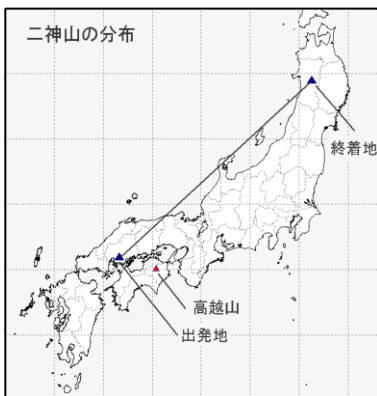 二神山の分布
終着地
高越山
出発地